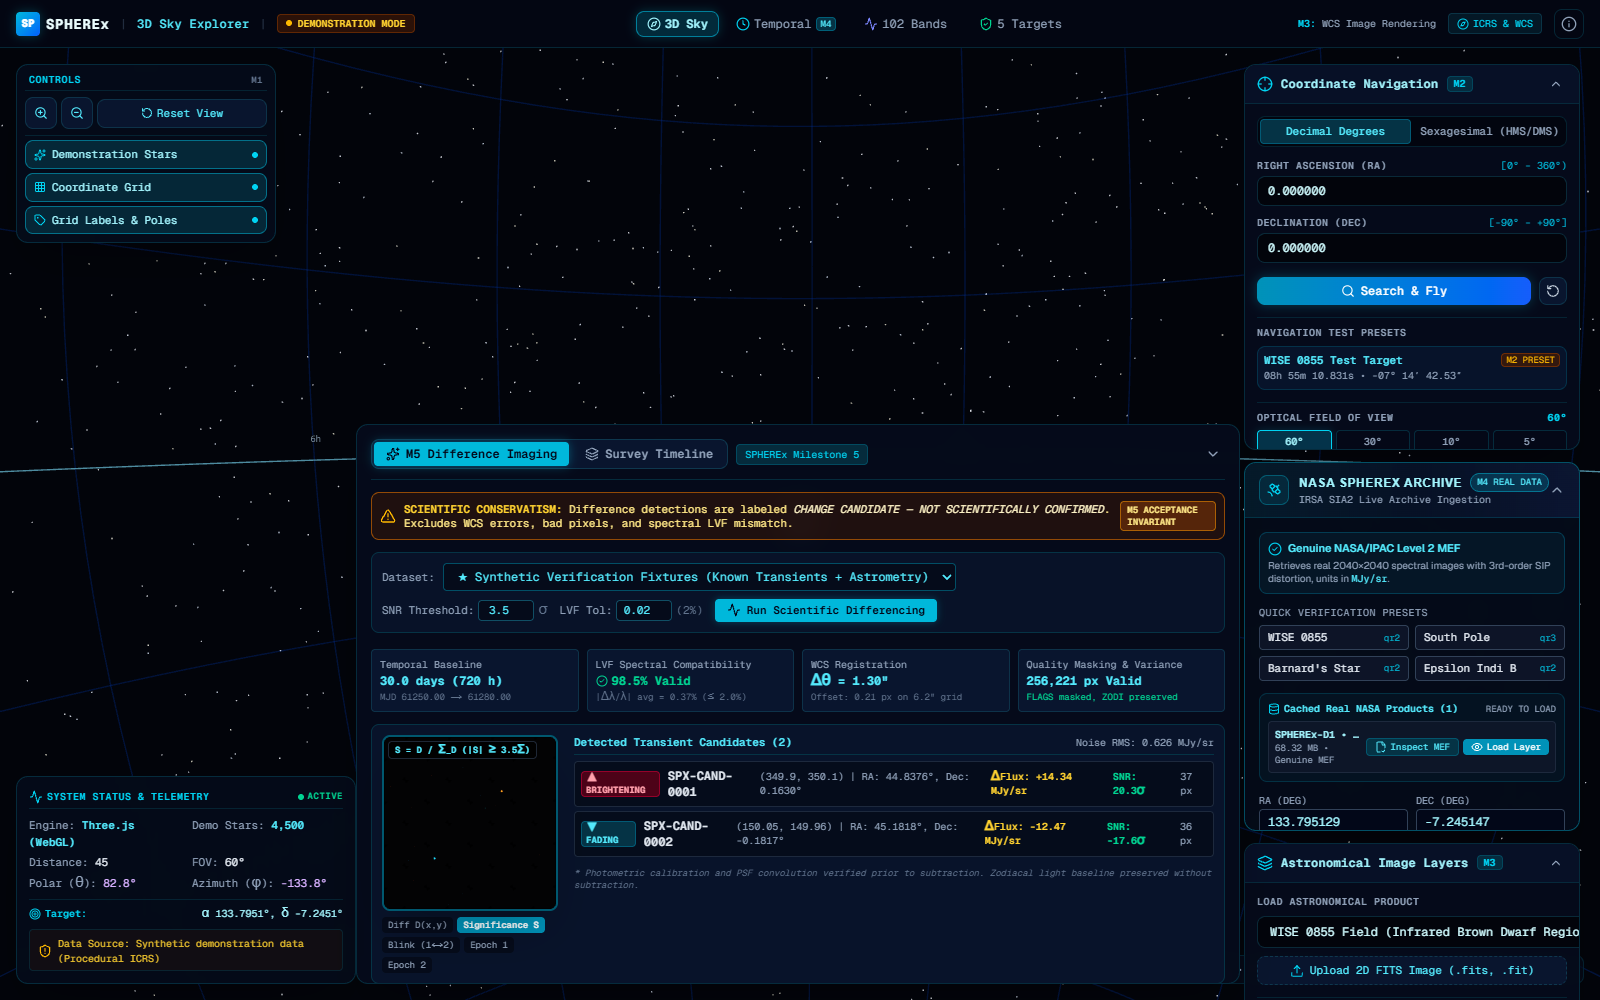 SP SPHEREx | 3D Sky Explorer | DEMONSTRATION MODE
3D Sky Temporal M4 102 Bands 5 Targets
M3: WCS Image Rendering ICRS & WCS
CONTROLS M1
Reset View
Demonstration Stars
Coordinate Grid
Grid Labels & Poles
6h
SYSTEM STATUS & TELEMETRY ACTIVE
Engine: Three.js (WebGL) Demo Stars: 4,500
Distance: 45 FOV: 60°
Polar (θ): 82.8° Azimuth (φ): -133.8°
Target: α 133.7951°, δ -7.2451°
Data Source: Synthetic demonstration data
(Procedural ICRS)
M5 Difference Imaging Survey Timeline SPHEREx Milestone 5
SCIENTIFIC CONSERVATISM: Difference detections are labeled CHANGE CANDIDATE — NOT SCIENTIFICALLY CONFIRMED.
Excludes WCS errors, bad pixels, and spectral LVF mismatch.
M5 ACCEPTANCE
INVARIANT
Dataset: ★ Synthetic Verification Fixtures (Known Transients + Astrometry)
SNR Threshold: 3.5 σ LVF Tol: 0.02 (2%) Run Scientific Differencing
Temporal Baseline
30.0 days (720 h)
MJD 61250.00 ⟶ 61280.00
LVF Spectral Compatibility
98.5% Valid
|Δλ/λ| avg = 0.37% (≤ 2.0%)
WCS Registration
Δθ = 1.30"
Offset: 0.21 px on 6.2" grid
Quality Masking & Variance
256,221 px Valid
FLAGS masked, ZODI preserved
S = D / Σ_D (|S| ≥ 3.5Σ)
Diff D(x,y) Significance S
Blink (1↔2) Epoch 1
Epoch 2
Detected Transient Candidates (2) Noise RMS: 0.626 MJy/sr
▲ BRIGHTENING SPX-CAND-0001 (349.9, 350.1) | RA: 44.8376°, Dec: 0.1630° ΔFlux: +14.34 MJy/sr SNR: 20.3σ 37 px
▼ FADING SPX-CAND-0002 (150.05, 149.96) | RA: 45.1818°, Dec: -0.1817° ΔFlux: -12.47 MJy/sr SNR: -17.6σ 36 px
* Photometric calibration and PSF convolution verified prior to subtraction. Zodiacal light baseline preserved without
subtraction.
Coordinate Navigation M2
Decimal Degrees Sexagesimal (HMS/DMS)
RIGHT ASCENSION (RA) [0° - 360°)
0.000000
DECLINATION (DEC) [-90° - +90°]
0.000000
Search & Fly
NAVIGATION TEST PRESETS
WISE 0855 Test Target M2 PRESET
08h 55m 10.831s • -07° 14' 42.53"
OPTICAL FIELD OF VIEW 60°
60° 30° 10° 5°
NASA SPHEREX ARCHIVE M4 REAL DATA
IRSA SIA2 Live Archive Ingestion
Genuine NASA/IPAC Level 2 MEF
Retrieves real 2040×2040 spectral images with 3rd-order SIP
distortion, units in MJy/sr.
QUICK VERIFICATION PRESETS
WISE 0855 qr2 South Pole qr3
Barnard's Star qr2 Epsilon Indi B qr2
Cached Real NASA Products (1) READY TO LOAD
SPHEREx-D1 • …
68.32 MB •
Genuine MEF
Inspect MEF Load Layer
RA (DEG) DEC (DEG)
133.795129 -7.245147
Astronomical Image Layers M3
LOAD ASTRONOMICAL PRODUCT
WISE 0855 Field (Infrared Brown Dwarf Regio
Upload 2D FITS Image (.fits, .fit)